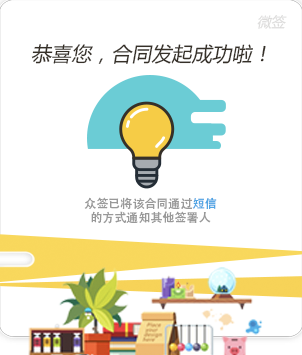 微签
恭喜您，合同发起成功啦！
众签已将该合同通过短信
的方式通知其他签署人